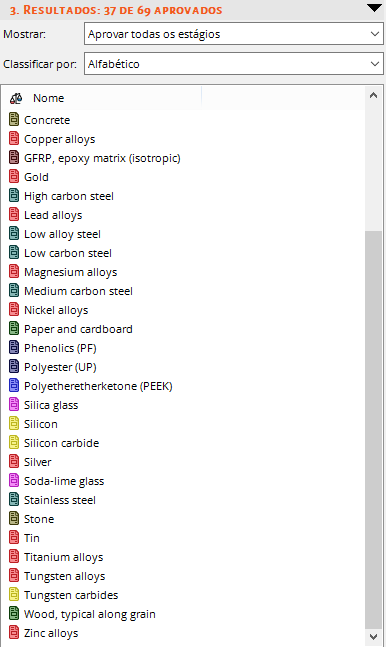 3. Resultados: 37 de 69 aprovados
Mostrar: Aprovar todas os estágios
Classificar por: Alfabético
Nome
Concrete
Copper alloys
GFRP, epoxy matrix (isotropic)
Gold
High carbon steel
Lead alloys
Low alloy steel
Low carbon steel
Magnesium alloys
Medium carbon steel
Nickel alloys
Paper and cardboard
Phenolics (PF)
Polyester (UP)
Polyetheretherketone (PEEK)
Silica glass
Silicon
Silicon carbide
Silver
Soda-lime glass
Stainless steel
Stone
Tin
Titanium alloys
Tungsten alloys
Tungsten carbides
Wood, typical along grain
Zinc alloys